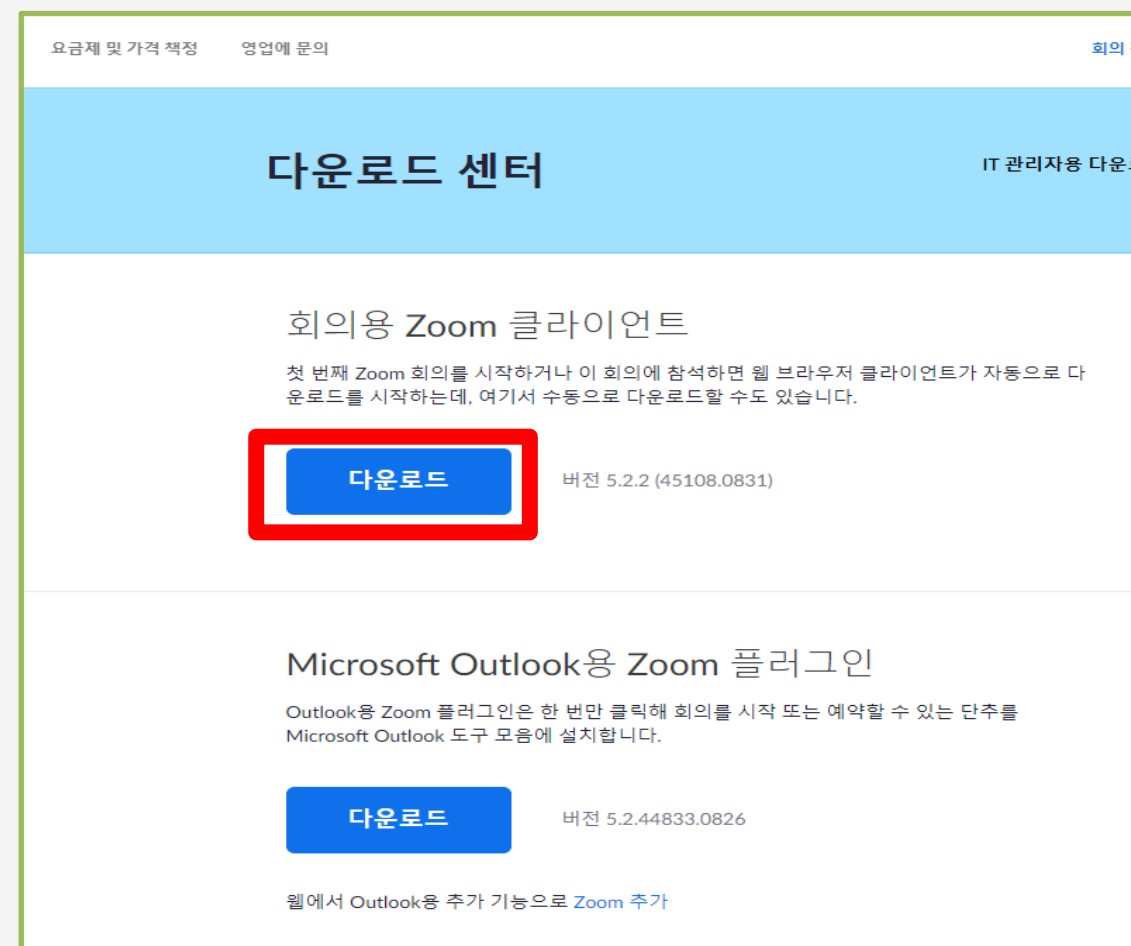 요금제 및 가격 책정 영업에 문의 회의
다운로드 센터 IT 관리자용 다운
회의용 Zoom 클라이언트
첫 번째 Zoom 회의를 시작하거나 이 회의에 참석하면 웹 브라우저 클라이언트가 자동으로 다
운로드를 시작하는데, 여기서 수동으로 다운로드할 수도 있습니다.
다운로드 버전 5.2.2 (45108.0831)
Microsoft Outlook용 Zoom 플러그인
Outlook용 Zoom 플러그인은 한 번만 클릭해 회의를 시작 또는 예약할 수 있는 단추를
Microsoft Outlook 도구 모음에 설치합니다.
다운로드 버전 5.2.44833.0826
웹에서 Outlook용 추가 기능으로 Zoom 추가